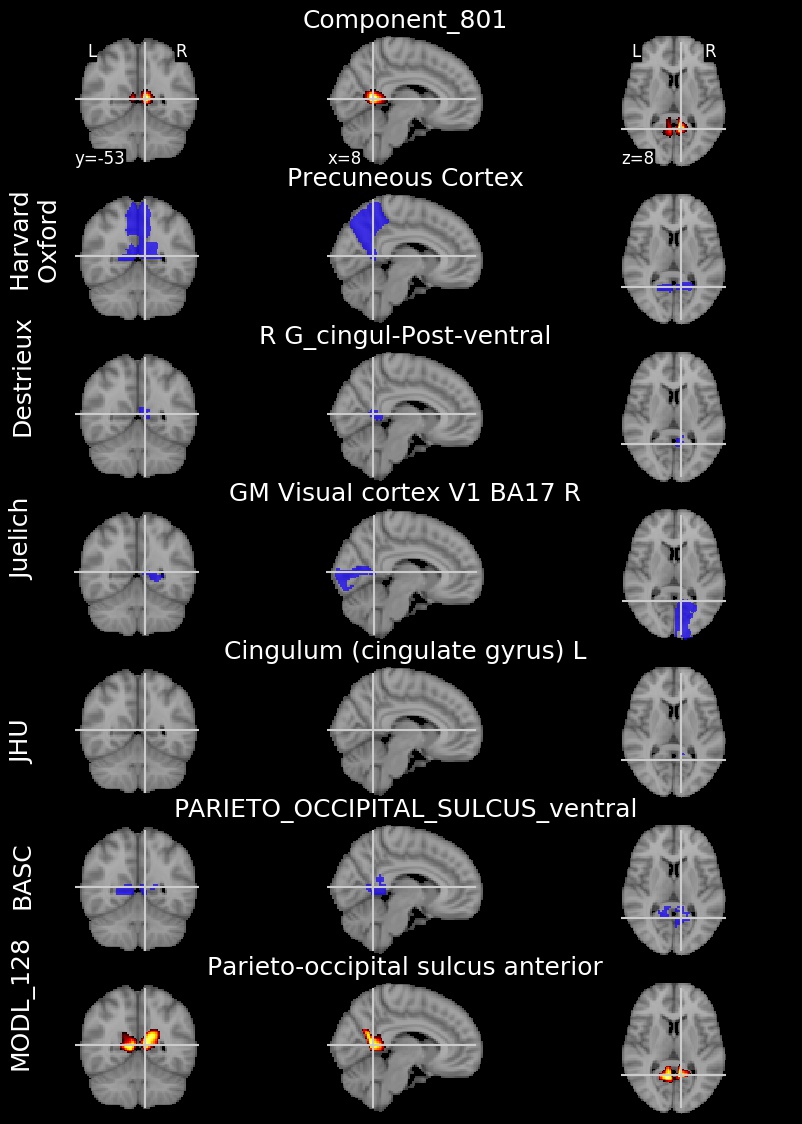 Component_801
L R
L R
y=-53
x=8
z=8
Precuneous Cortex
Harvard
Oxford
R G_cingul-Post-ventral
Destrieux
GM Visual cortex V1 BA17 R
Juelich
Cingulum (cingulate gyrus) L
JHU
PARIETO_OCCIPITAL_SULCUS_ventral
BASC
Parieto-occipital sulcus anterior
MODL_128